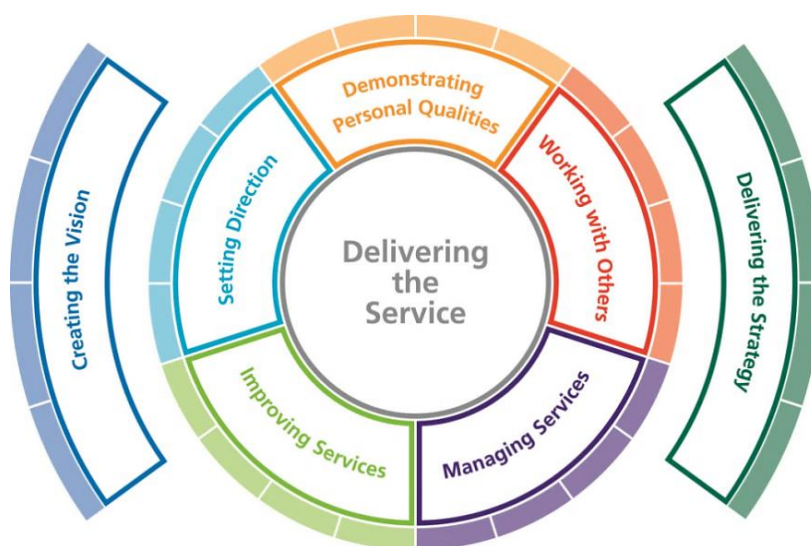 Demonstrating
Personal Qualities
Working with Others
Managing Services
Improving Services
Setting Direction
Delivering
the
Service
Creating the Vision
Delivering the Strategy